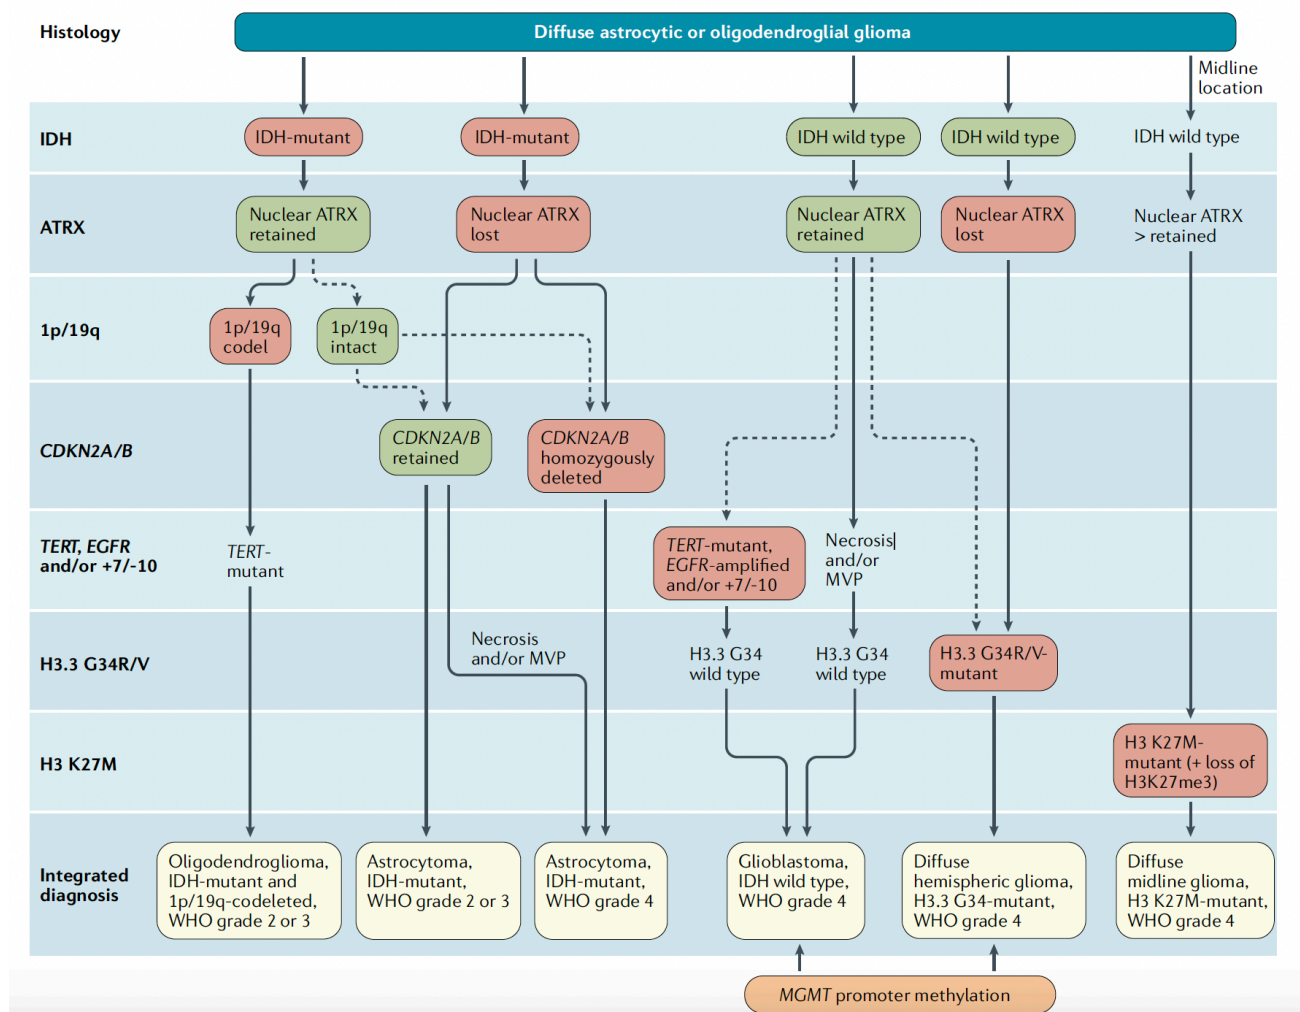 Histology
Diffuse astrocytic or oligodendroglial glioma
Midline
location
IDH
IDH-mutant
IDH-mutant
IDH wild type
IDH wild type
IDH wild type
ATRX
Nuclear ATRX
retained
Nuclear ATRX
lost
Nuclear ATRX
retained
Nuclear ATRX
lost
Nuclear ATRX
> retained
1p/19q
1p/19q
codel
1p/19q
intact
CDKN2A/B
CDKN2A/B
retained
CDKN2A/B
homozygously
deleted
TERT, EGFR
and/or +7/-10
TERT-
mutant
TERT-mutant,
EGFR-amplified
and/or +7/-10
Necrosis|
and/or
MVP
H3.3 G34R/V
Necrosis
and/or MVP
H3.3 G34
wild type
H3.3 G34
wild type
H3.3 G34R/V-
mutant
H3 K27M
H3 K27M-
mutant (+ loss of
H3K27me3)
Integrated
diagnosis
Oligodendroglioma,
IDH-mutant and
1p/19q-codeleted,
WHO grade 2 or 3
Astrocytoma,
IDH-mutant,
WHO grade 2 or 3
Astrocytoma,
IDH-mutant,
WHO grade 4
Glioblastoma,
IDH wild type,
WHO grade 4
Diffuse
hemispheric glioma,
H3.3 G34-mutant,
WHO grade 4
Diffuse
midline glioma,
H3 K27M-mutant,
WHO grade 4
MGMT promoter methylation